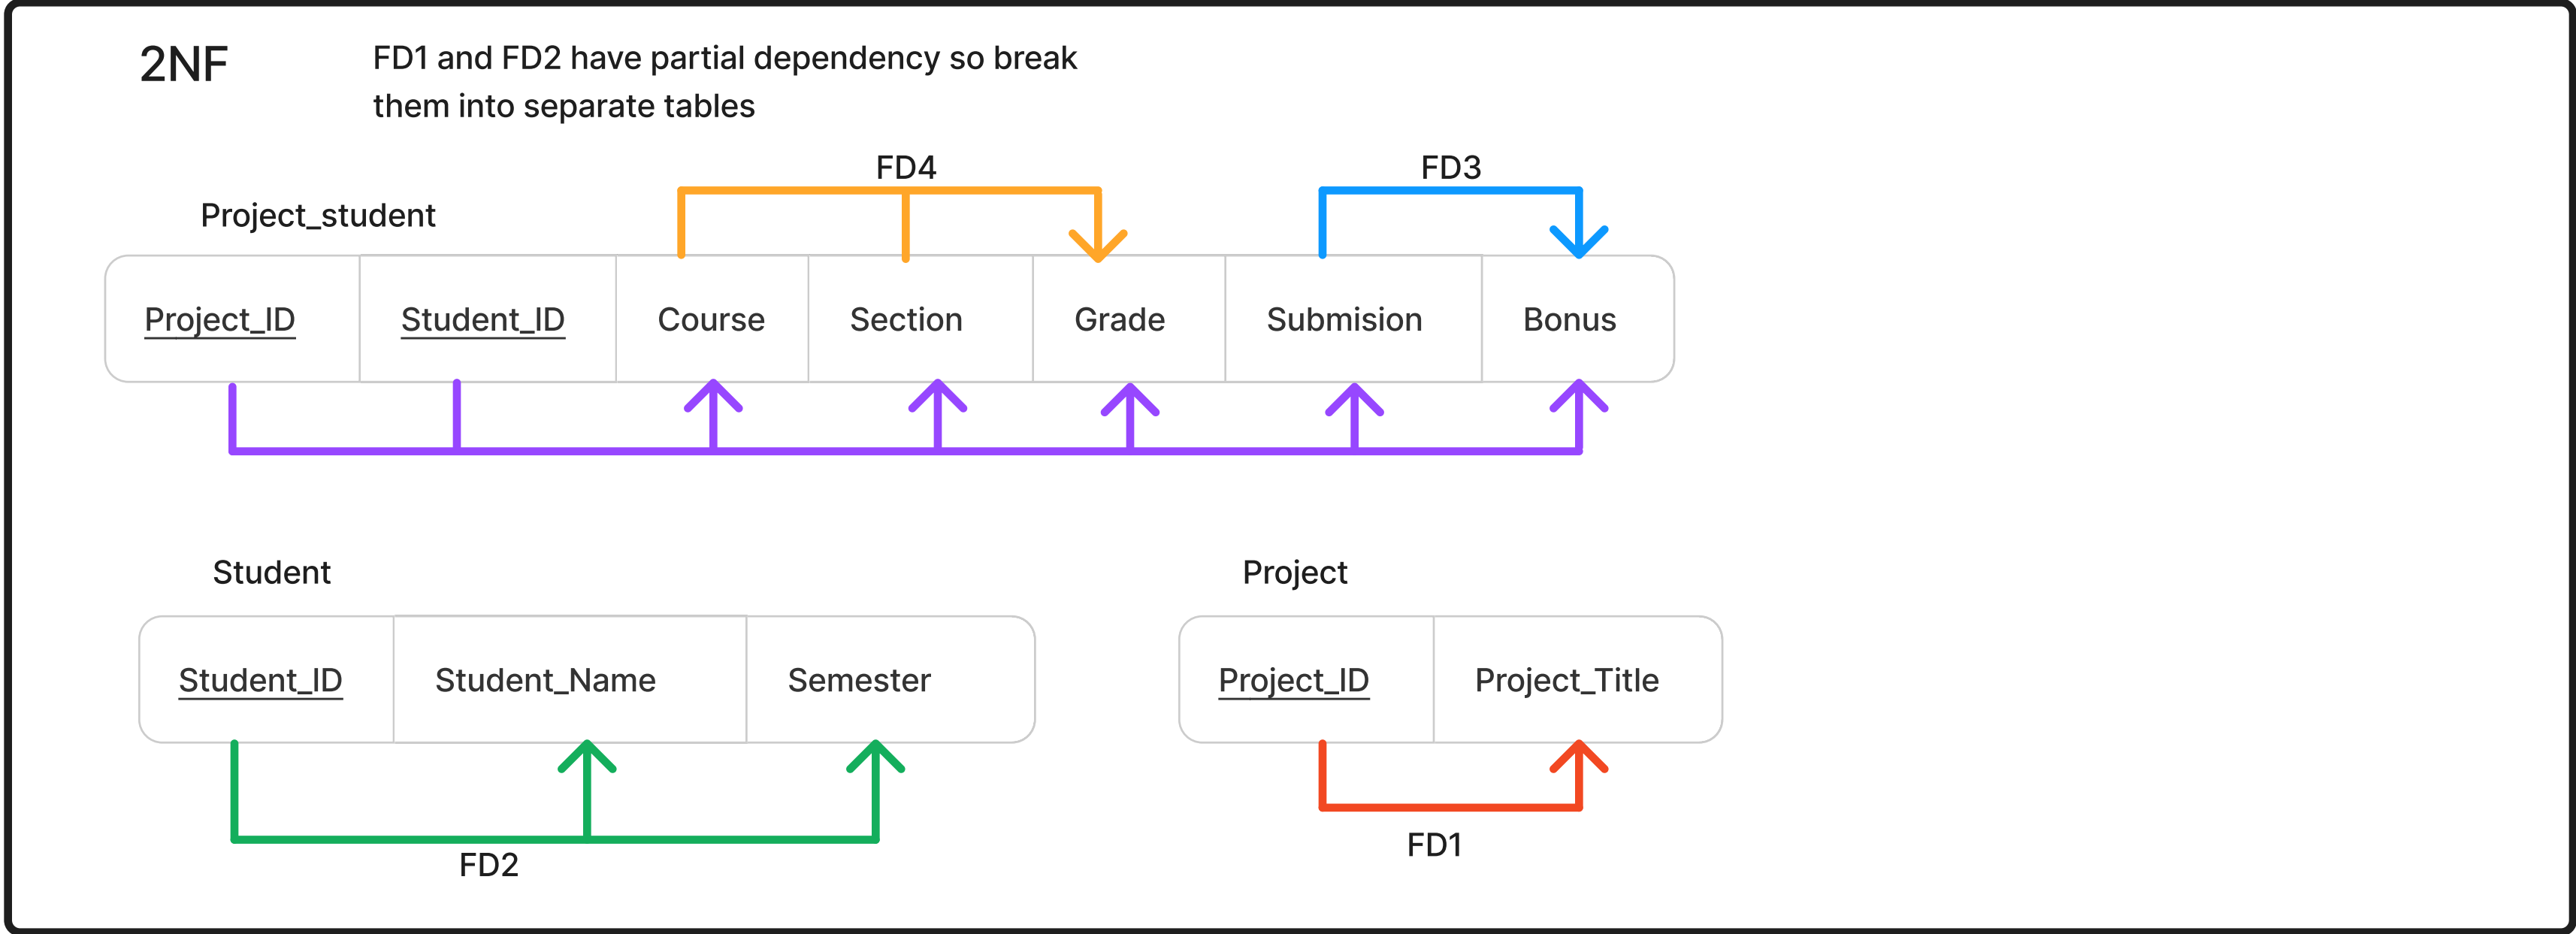 2NF
FD1 and FD2 have partial dependency so break
them into separate tables
FD4
FD3
Project_student
Project_ID
Student_ID
Course
Section
Grade
Submision
Bonus
Student
Project
Student_ID
Student_Name
Semester
Project_ID
Project_Title
FD2
FD1